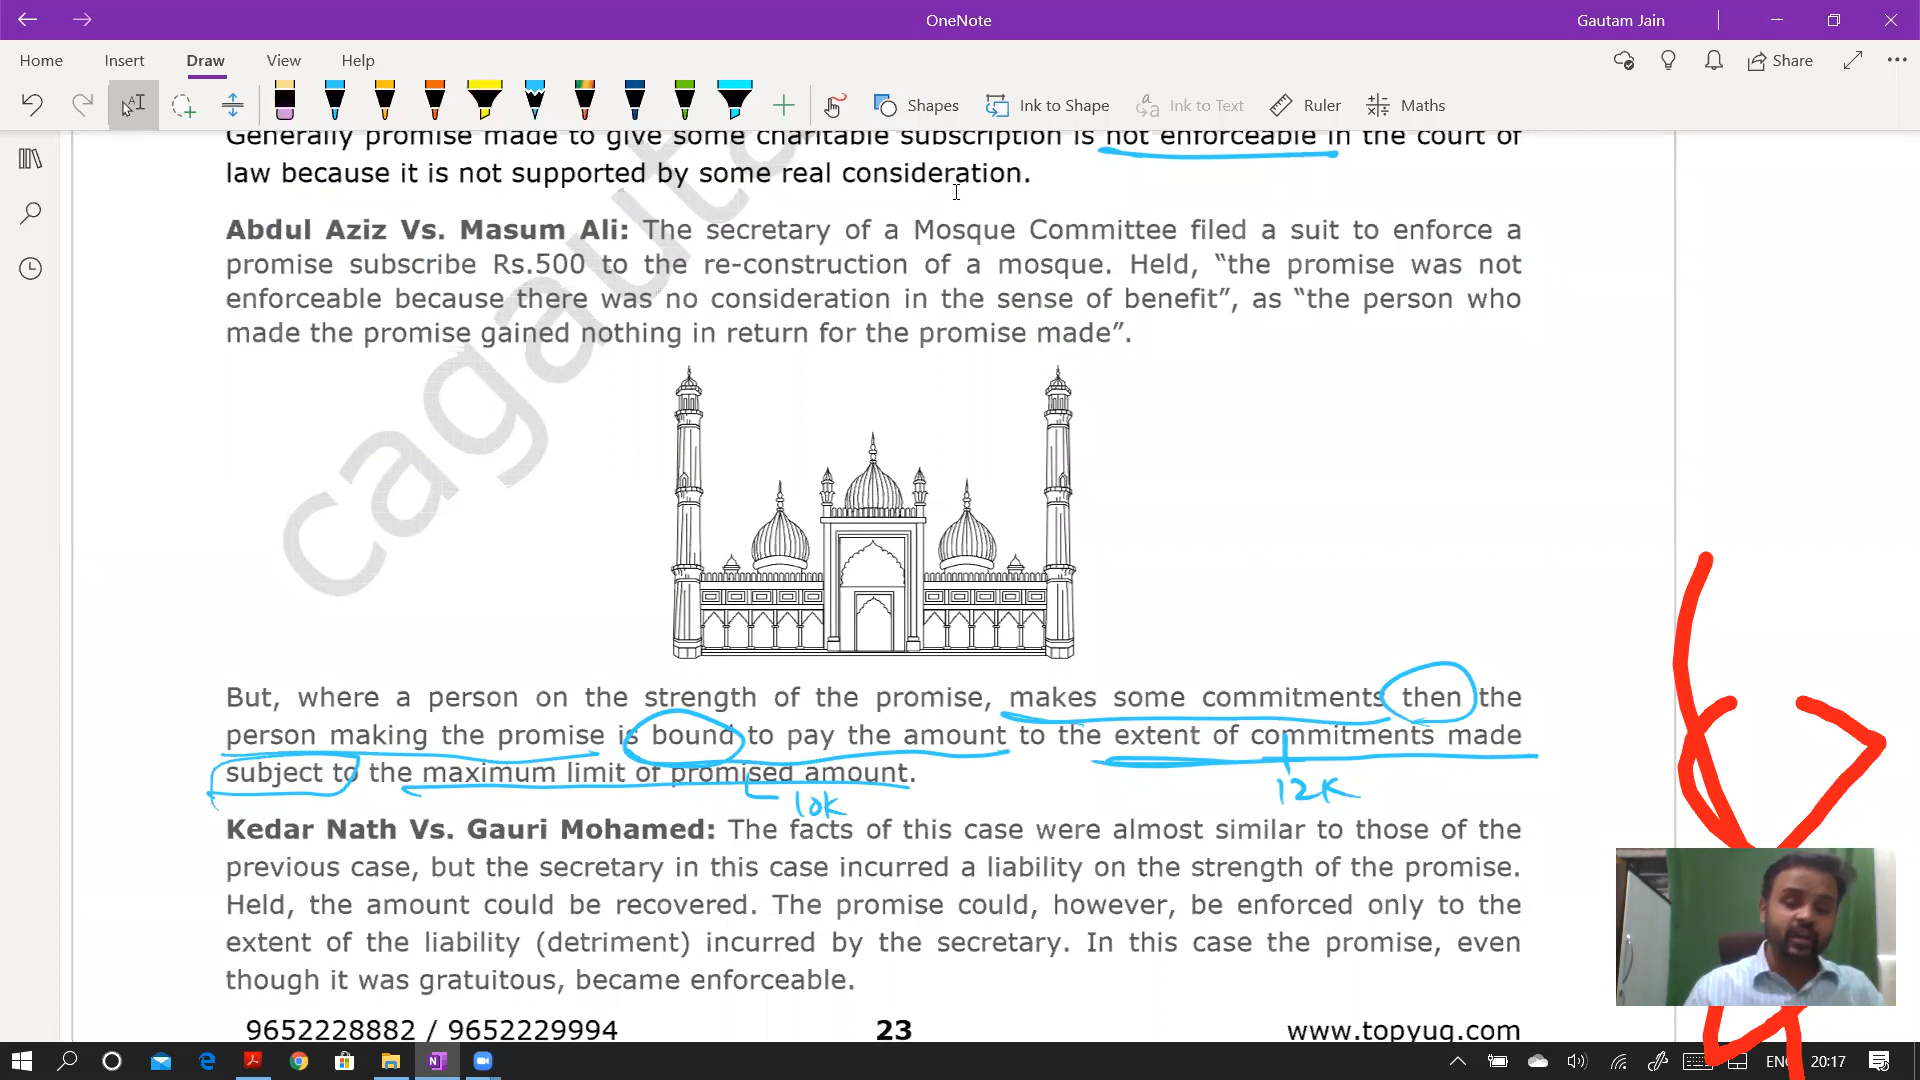 OneNote
Gautam Jain
Home Insert Draw View Help
Share
Shapes Ink to Shape Ink to Text Ruler Maths
Generally promise made to give some charitable subscription is not enforceable in the court of
law because it is not supported by some real consideration.
Abdul Aziz Vs. Masum Ali: The secretary of a Mosque Committee filed a suit to enforce a
promise subscribe Rs.500 to the re-construction of a mosque. Held, “the promise was not
enforceable because there was no consideration in the sense of benefit”, as “the person who
made the promise gained nothing in return for the promise made”.
cagauta
But, where a person on the strength of the promise, makes some commitments then the
person making the promise is bound to pay the amount to the extent of commitments made
subject to the maximum limit of promised amount.
10K
12K
Kedar Nath Vs. Gauri Mohamed: The facts of this case were almost similar to those of the
previous case, but the secretary in this case incurred a liability on the strength of the promise.
Held, the amount could be recovered. The promise could, however, be enforced only to the
extent of the liability (detriment) incurred by the secretary. In this case the promise, even
though it was gratuitous, became enforceable.
9652228882 / 9652229994 23 www.topyug.com
20:17